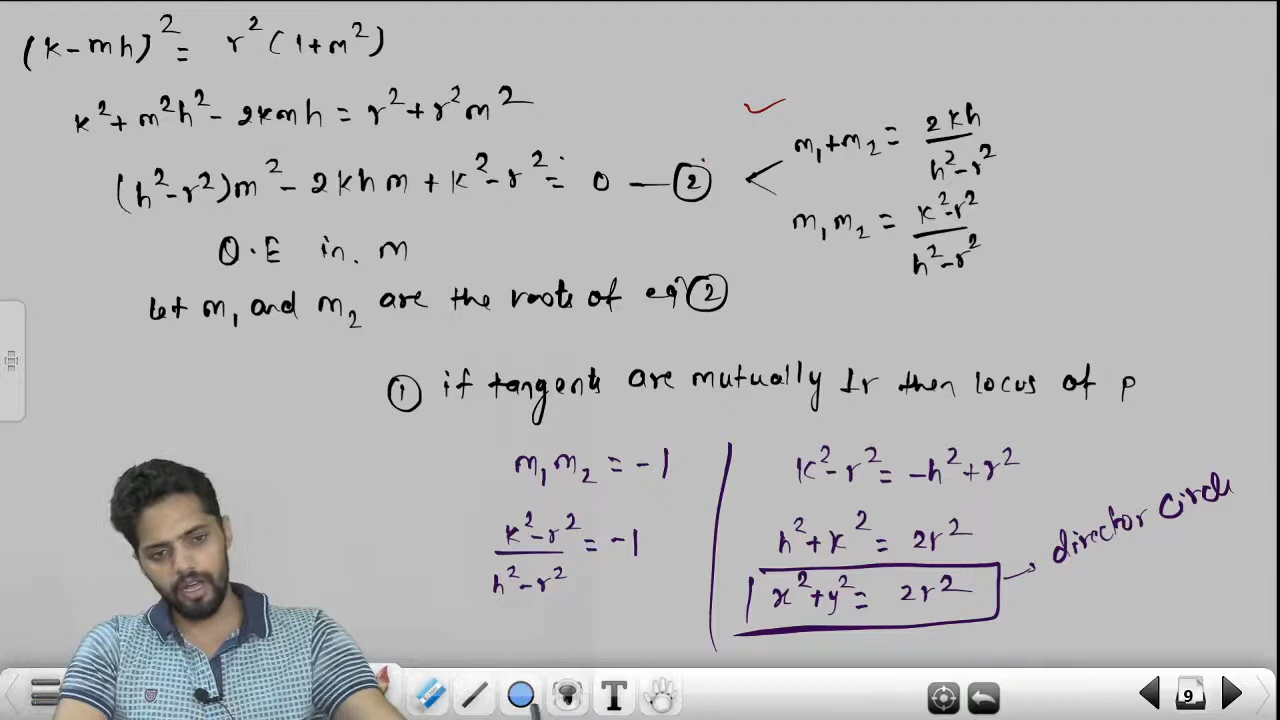 (k-mh)² = r²(1+m²)
k² + m²h² - 2kmh = r² + r²m²
(h²-r²)m² - 2khm + k²-r² = 0 — ②
m₁+m₂ = 2kh / h²-r²
m₁m₂ = k²-r² / h²-r²
Q.E in. m
Let m₁ and m₂ are the roots of eqⁿ ②
① if tangents are mutually ⊥r then locus of p
m₁m₂ = -1
k²-r² / h²-r² = -1
k²-r² = -h²+r²
h²+k² = 2r²
x²+y² = 2r²
director circle
T
9